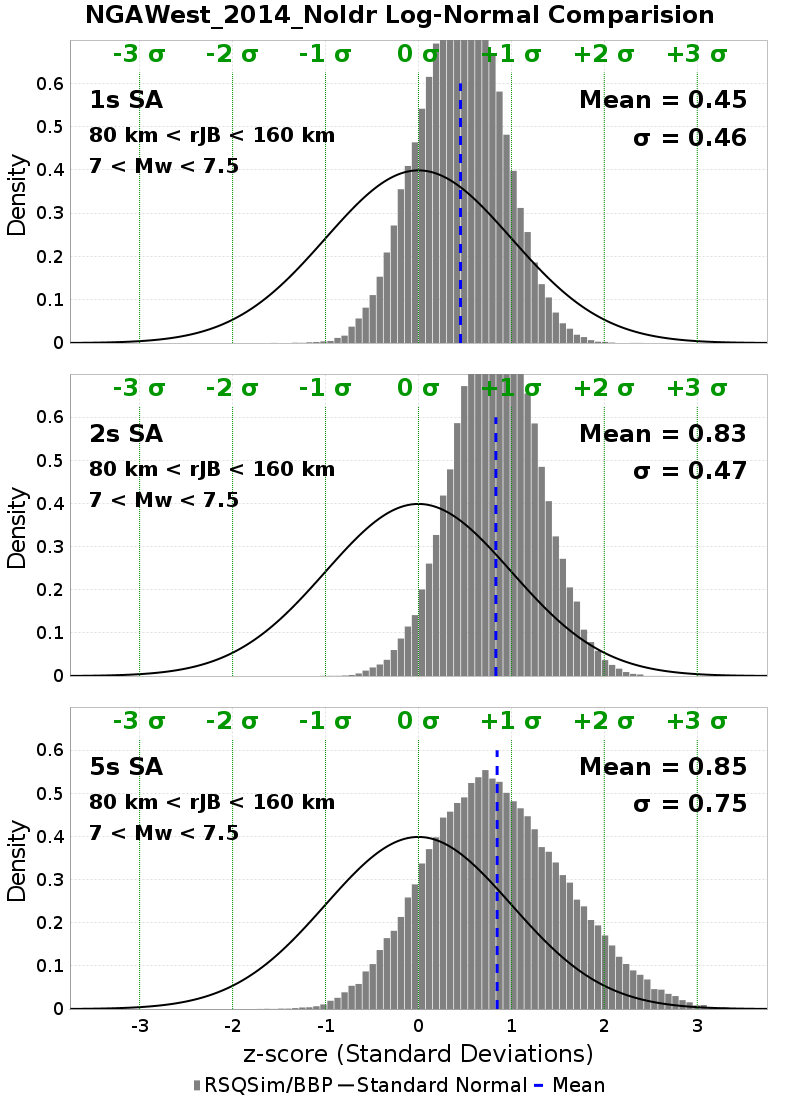 NGAWest_2014_NoIdr Log-Normal Comparision
-3 σ -2 σ -1 σ 0 σ +1 σ +2 σ +3 σ
1s SA
Mean = 0.45
80 km < rJB < 160 km
σ = 0.46
7 < Mw < 7.5
Density
0.6
0.5
0.4
0.3
0.2
0.1
0
-3 σ -2 σ -1 σ 0 σ +1 σ +2 σ +3 σ
2s SA
Mean = 0.83
80 km < rJB < 160 km
σ = 0.47
7 < Mw < 7.5
Density
0.6
0.5
0.4
0.3
0.2
0.1
0
-3 σ -2 σ -1 σ 0 σ +1 σ +2 σ +3 σ
5s SA
Mean = 0.85
80 km < rJB < 160 km
σ = 0.75
7 < Mw < 7.5
Density
0.6
0.5
0.4
0.3
0.2
0.1
0
-3 -2 -1 0 1 2 3
z-score (Standard Deviations)
RSQSim/BBP Standard Normal Mean